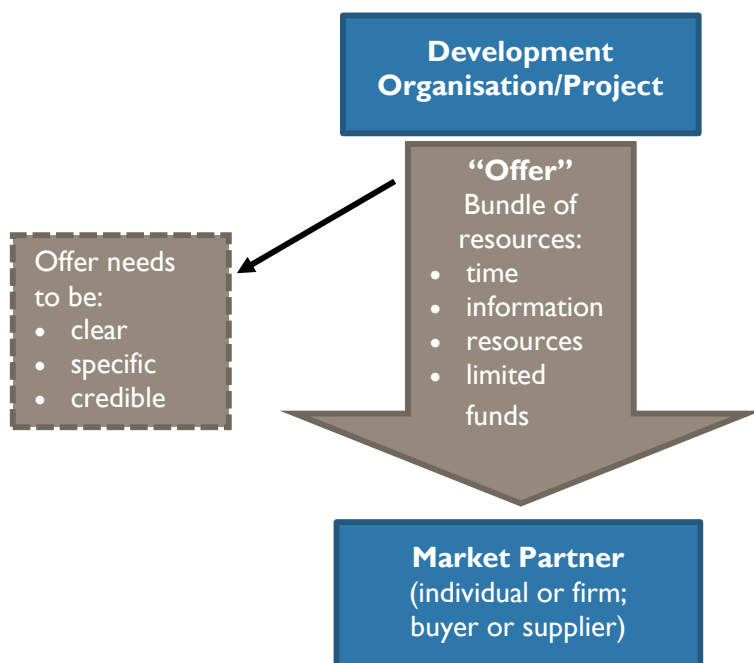 Development
Organisation/Project
“Offer”
Bundle of
resources:
• time
• information
• resources
• limited
funds
Offer needs
to be:
• clear
• specific
• credible
Market Partner
(individual or firm;
buyer or supplier)